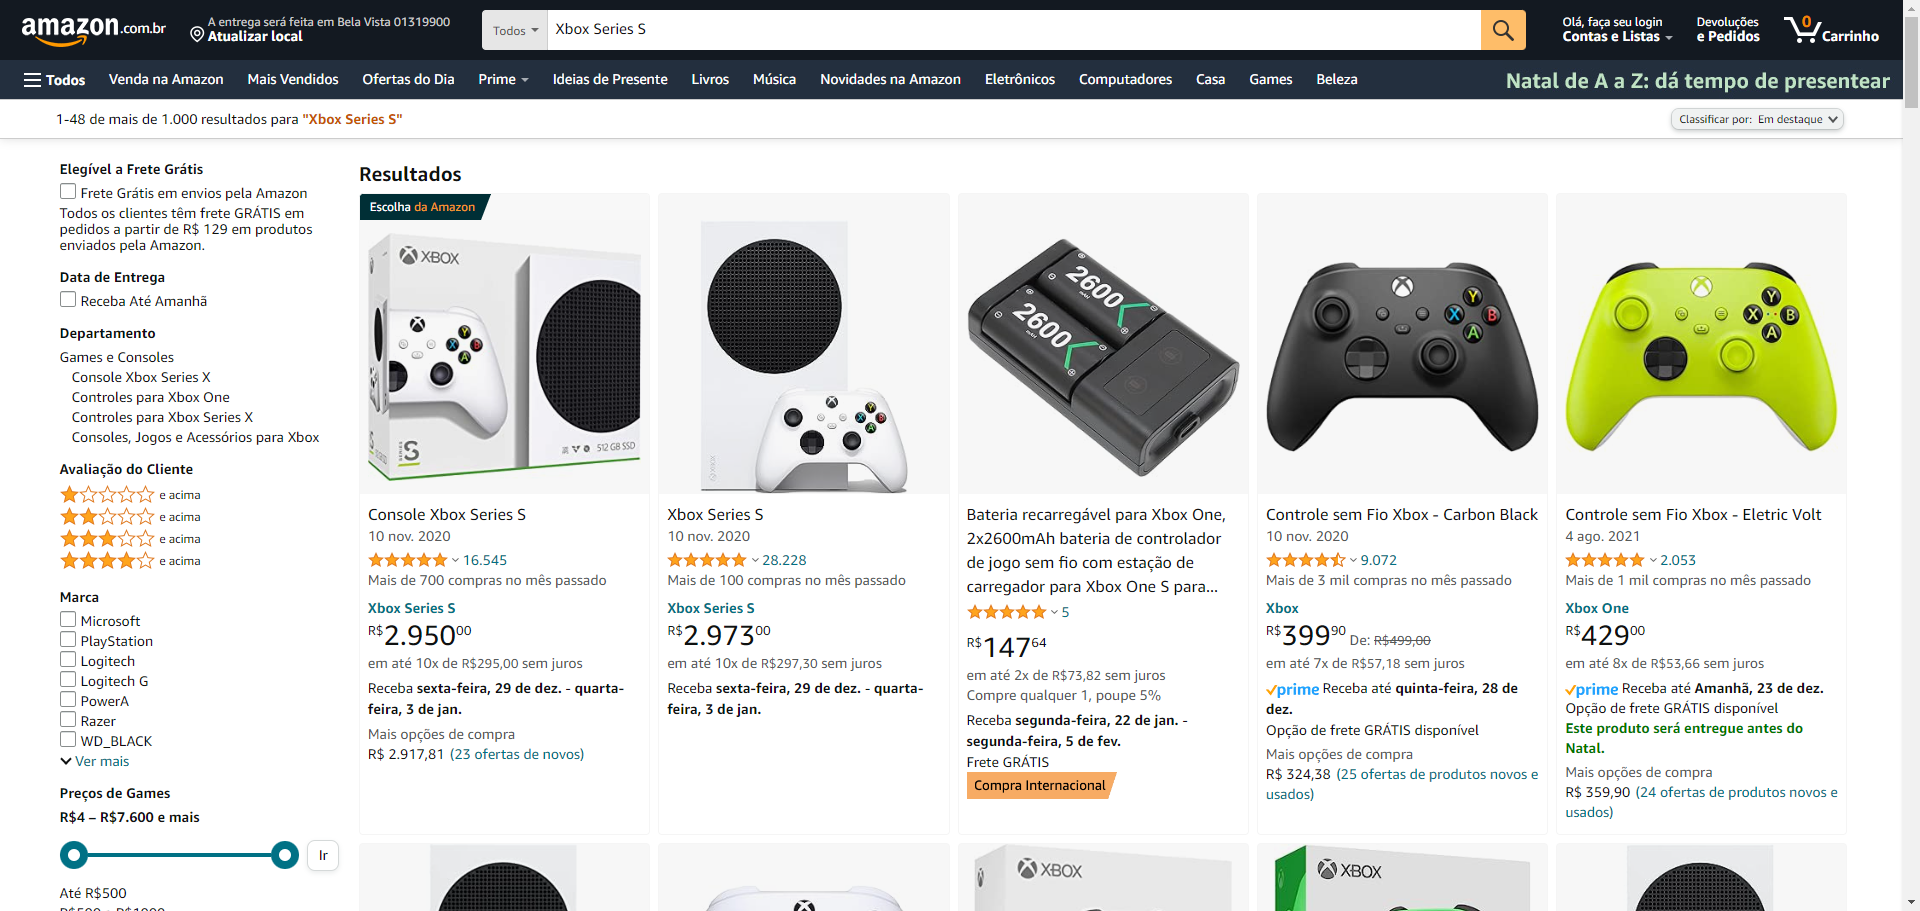 amazon.com.br
A entrega será feita em Bela Vista 01319900
Atualizar local
Todos
Xbox Series S
Olá, faça seu login
Contas e Listas
Devoluções
e Pedidos
0
Carrinho
Todos
Venda na Amazon
Mais Vendidos
Ofertas do Dia
Prime
Ideias de Presente
Livros
Música
Novidades na Amazon
Eletrônicos
Computadores
Casa
Games
Beleza
Natal de A a Z: dá tempo de presentear
1-48 de mais de 1.000 resultados para "Xbox Series S"
Classificar por: Em destaque
Elegível a Frete Grátis
Frete Grátis em envios pela Amazon
Todos os clientes têm frete GRÁTIS em
pedidos a partir de R$ 129 em produtos
enviados pela Amazon.
Data de Entrega
Receba Até Amanhã
Departamento
Games e Consoles
Console Xbox Series X
Controles para Xbox One
Controles para Xbox Series X
Consoles, Jogos e Acessórios para Xbox
Avaliação do Cliente
e acima
e acima
e acima
e acima
Marca
Microsoft
PlayStation
Logitech
Logitech G
PowerA
Razer
WD_BLACK
Ver mais
Preços de Games
R$4 – R$7.600 e mais
Ir
Até R$500
R$500 a R$1000
Resultados
Escolha da Amazon
XBOX
Y
X
B
A
SERIES
S
512 GB SSD
Console Xbox Series S
10 nov. 2020
16.545
Mais de 700 compras no mês passado
Xbox Series S
R$2.95000
em até 10x de R$295,00 sem juros
Receba sexta-feira, 29 de dez. - quarta-
feira, 3 de jan.
Mais opções de compra
R$ 2.917,81 (23 ofertas de novos)
XBOX
Y
X
B
A
Xbox Series S
10 nov. 2020
28.228
Mais de 100 compras no mês passado
Xbox Series S
R$2.97300
em até 10x de R$297,30 sem juros
Receba sexta-feira, 29 de dez. - quarta-
feira, 3 de jan.
2600
mAh
2600
mAh
Bateria recarregável para Xbox One,
2x2600mAh bateria de controlador
de jogo sem fio com estação de
carregador para Xbox One S para...
5
R$14764
em até 2x de R$73,82 sem juros
Compre qualquer 1, poupe 5%
Receba segunda-feira, 22 de jan. -
segunda-feira, 5 de fev.
Frete GRÁTIS
Compra Internacional
Y
X
B
A
Controle sem Fio Xbox - Carbon Black
10 nov. 2020
9.072
Mais de 3 mil compras no mês passado
Xbox
R$39990 De: R$499,00
em até 7x de R$57,18 sem juros
prime Receba até quinta-feira, 28 de
dez.
Opção de frete GRÁTIS disponível
Mais opções de compra
R$ 324,38 (25 ofertas de produtos novos e
usados)
Y
X
B
A
Controle sem Fio Xbox - Eletric Volt
4 ago. 2021
2.053
Mais de 1 mil compras no mês passado
Xbox One
R$42900
em até 8x de R$53,66 sem juros
prime Receba até Amanhã, 23 de dez.
Opção de frete GRÁTIS disponível
Este produto será entregue antes do
Natal.
Mais opções de compra
R$ 359,90 (24 ofertas de produtos novos e
usados)
XBOX
XBOX